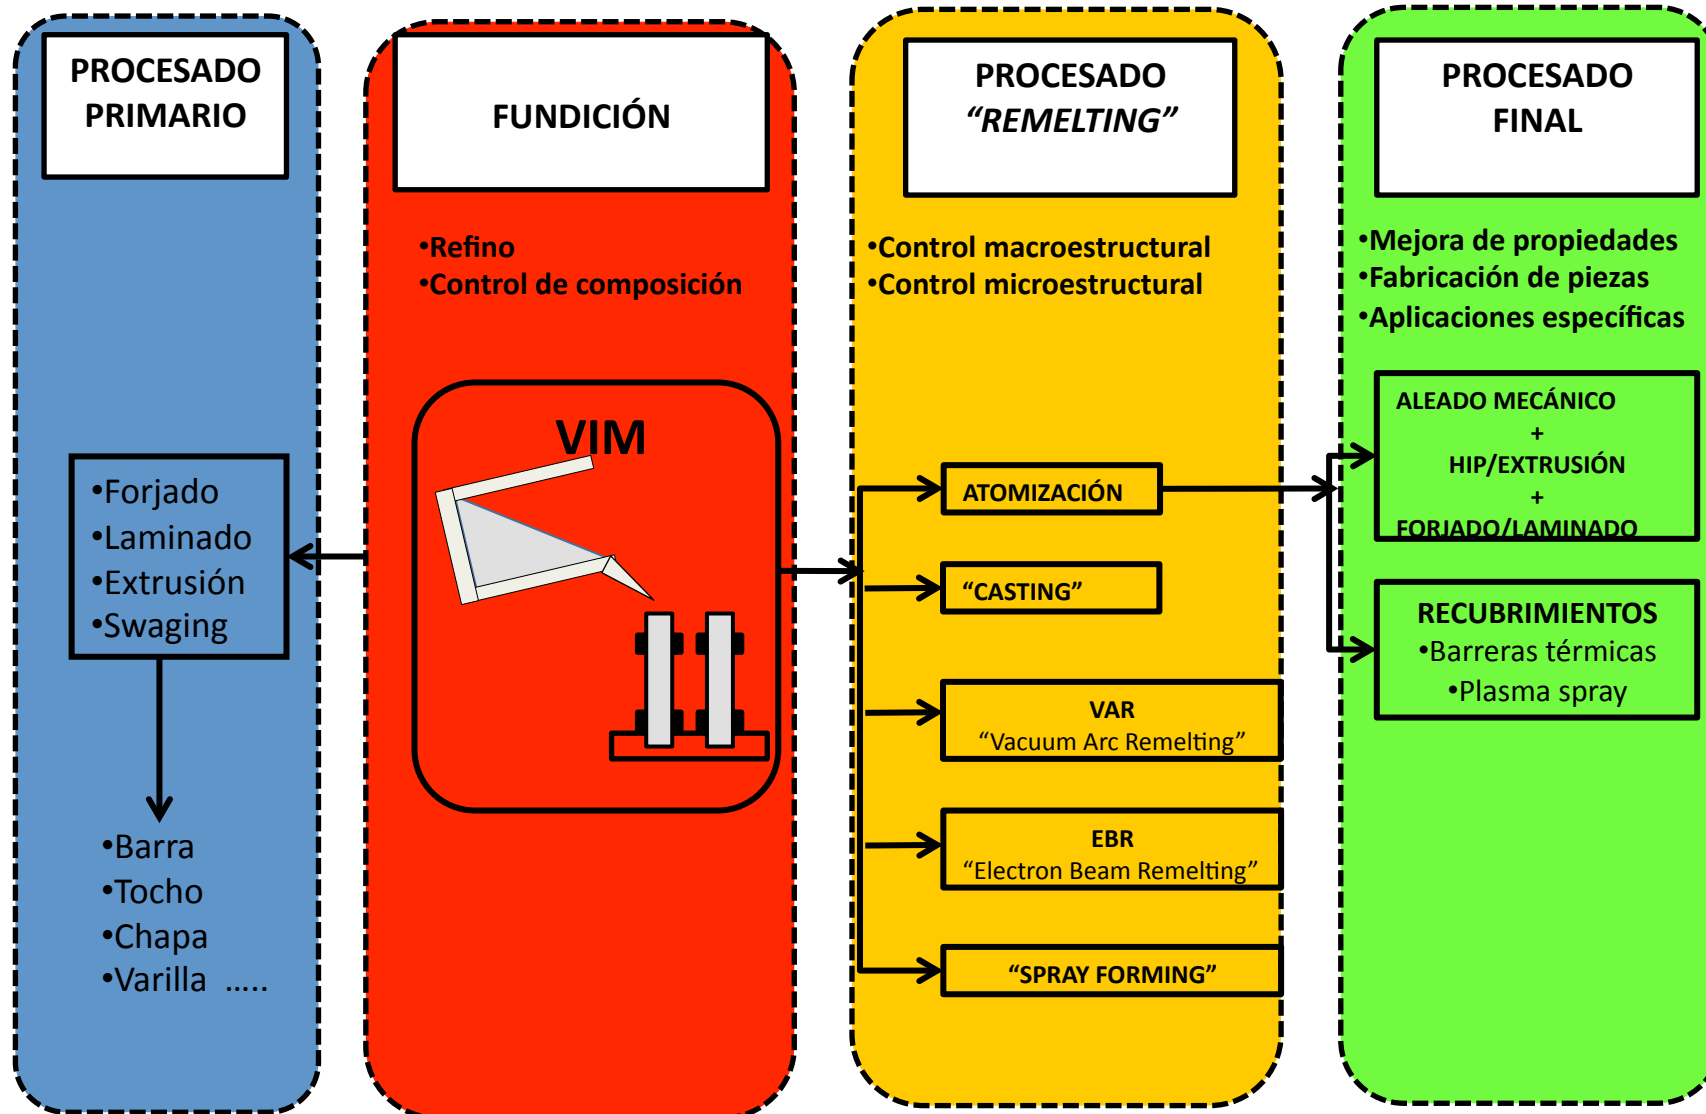 PROCESADO
PRIMARIO
•Forjado
•Laminado
•Extrusión
•Swaging
•Barra
•Tocho
•Chapa
•Varilla …..
FUNDICIÓN
•Refino
•Control de composición
VIM
PROCESADO
“REMELTING”
•Control macroestructural
•Control microestructural
ATOMIZACIÓN
“CASTING”
VAR
“Vacuum Arc Remelting”
EBR
“Electron Beam Remelting”
“SPRAY FORMING”
PROCESADO
FINAL
•Mejora de propiedades
•Fabricación de piezas
•Aplicaciones específicas
ALEADO MECÁNICO
+
HIP/EXTRUSIÓN
+
FORJADO/LAMINADO
RECUBRIMIENTOS
•Barreras térmicas
•Plasma spray